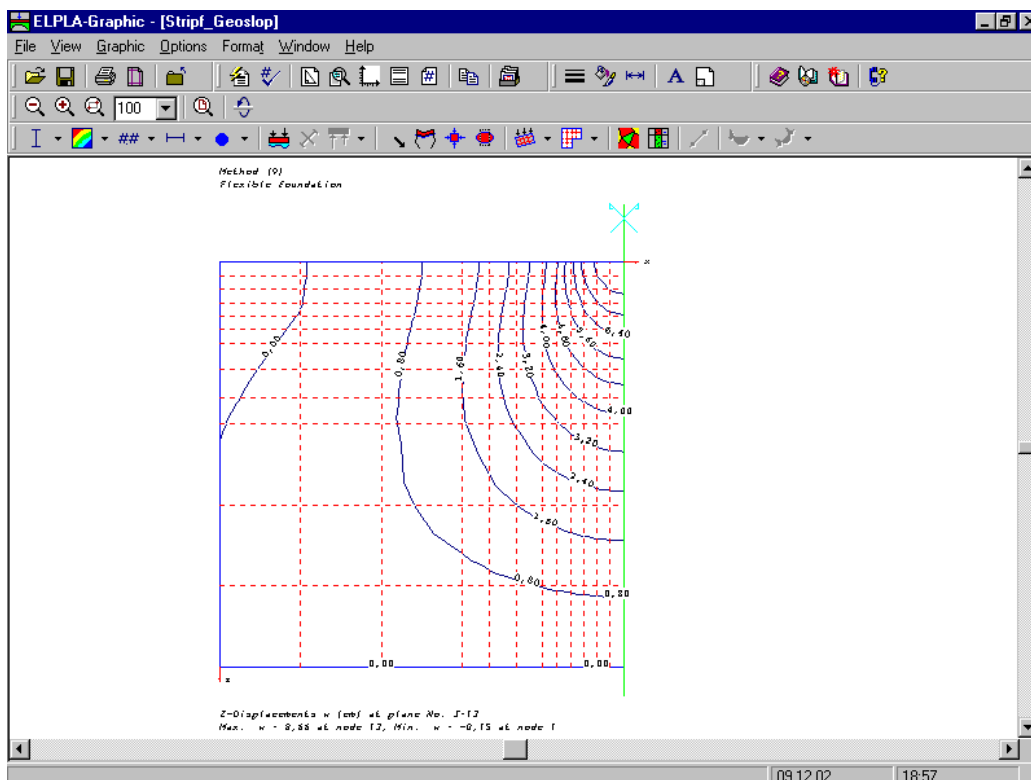 ELPLA-Graphic - [Stripf_Geoslop]
File View Graphic Options Format Window Help
100
Method (9)
Flexible foundation
x
6,40
5,60
4,80
4,00
0,00
0,80
1,60
2,40
3,20
4,00
3,20
2,40
1,60
0,80
0,80
0,00
0,00
z
Z-Displacements w [cm] at plane No. I-13
Max. w = 8,66 at node 13, Min. w = -0,15 at node 1
09.12.02 18:57